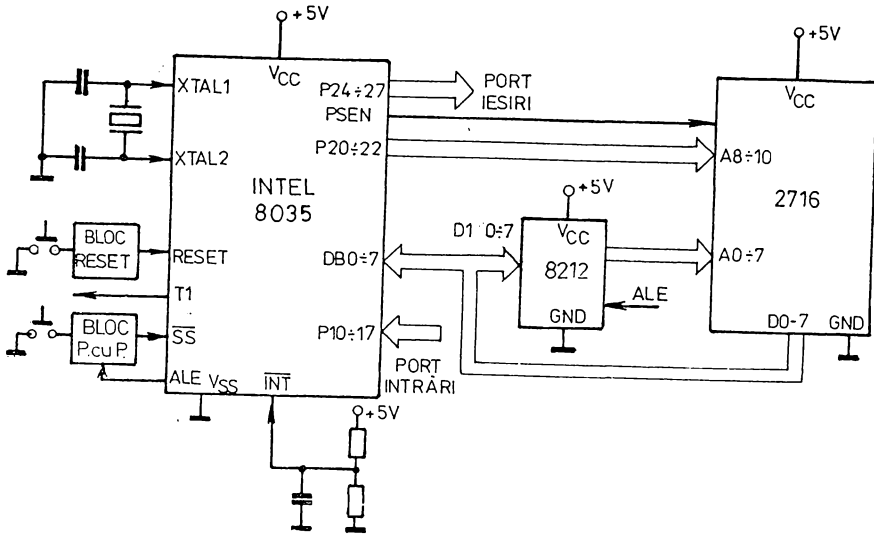 +5V
VCC
XTAL1
XTAL2
P24÷27
PSEN
P20÷22
PORT
IESIRI
INTEL
8035
BLOC
RESET
RESET
T1
BLOC
P.cu P.
SS
ALE
VSS
INT
DB0÷7
P10÷17
PORT
INTRĂRI
+5V
D1 0÷7
+5V
VCC
8212
GND
ALE
+5V
VCC
A8÷10
2716
A0÷7
D0-7
GND